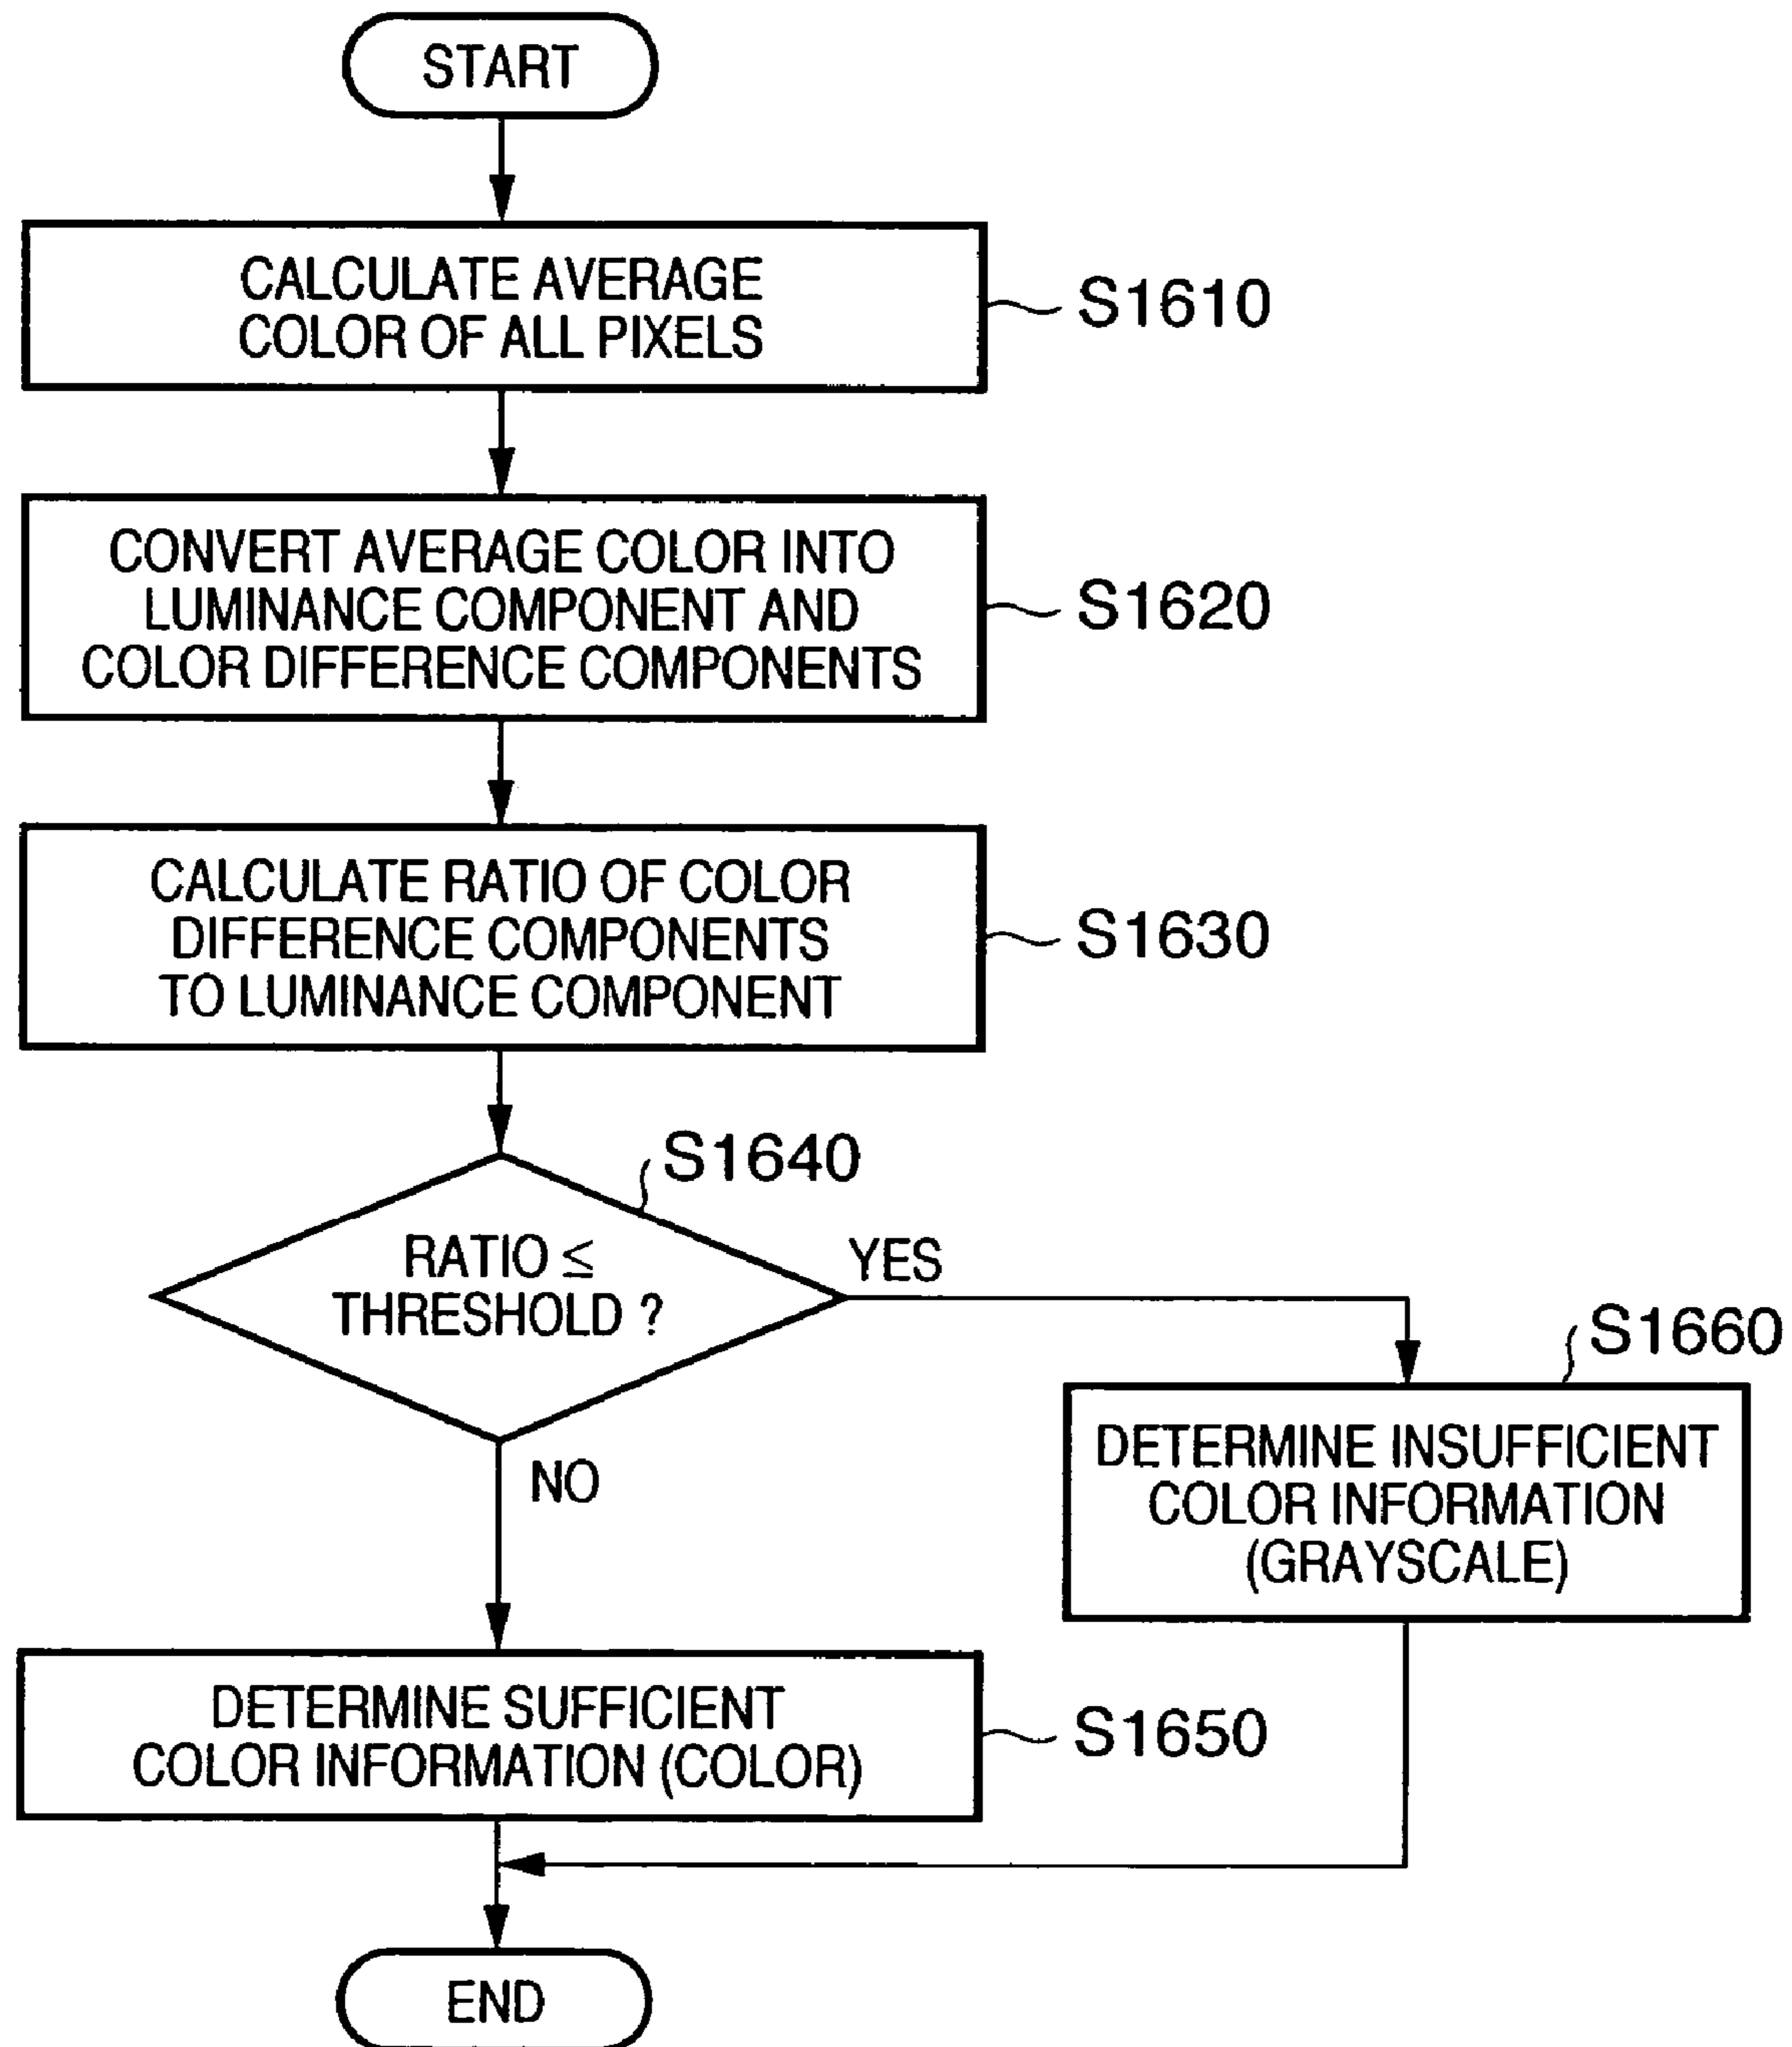 START
CALCULATE AVERAGE
COLOR OF ALL PIXELS
S1610
CONVERT AVERAGE COLOR INTO
LUMINANCE COMPONENT AND
COLOR DIFFERENCE COMPONENTS
S1620
CALCULATE RATIO OF COLOR
DIFFERENCE COMPONENTS
TO LUMINANCE COMPONENT
S1630
S1640
RATIO ≦
THRESHOLD ?
YES
NO
S1660
DETERMINE INSUFFICIENT
COLOR INFORMATION
(GRAYSCALE)
DETERMINE SUFFICIENT
COLOR INFORMATION (COLOR)
S1650
END